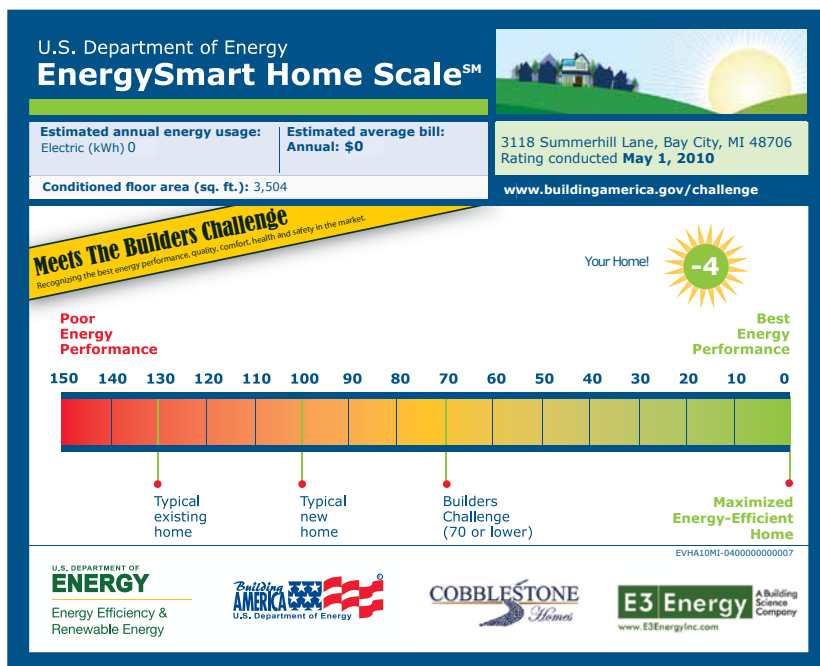 U.S. Department of Energy
EnergySmart Home Scale℠
Estimated annual energy usage:
Electric (kWh) 0
Estimated average bill:
Annual: $0
Conditioned floor area (sq. ft.): 3,504
3118 Summerhill Lane, Bay City, MI 48706
Rating conducted May 1, 2010
www.buildingamerica.gov/challenge
Meets The Builders Challenge
Recognizing the best energy performance, quality, comfort, health and safety in the market.
Your Home!
-4
Poor
Energy
Performance
Best
Energy
Performance
150 140 130 120 110 100 90 80 70 60 50 40 30 20 10 0
Typical
existing
home
Typical
new
home
Builders
Challenge
(70 or lower)
Maximized
Energy-Efficient
Home
EVHA10MI-0400000000007
U.S. DEPARTMENT OF
ENERGY
Energy Efficiency &
Renewable Energy
Building
AMERICA
U.S. Department of Energy
COBBLESTONE
Homes
E3 Energy
A Building
Science
Company
www.E3EnergyInc.com